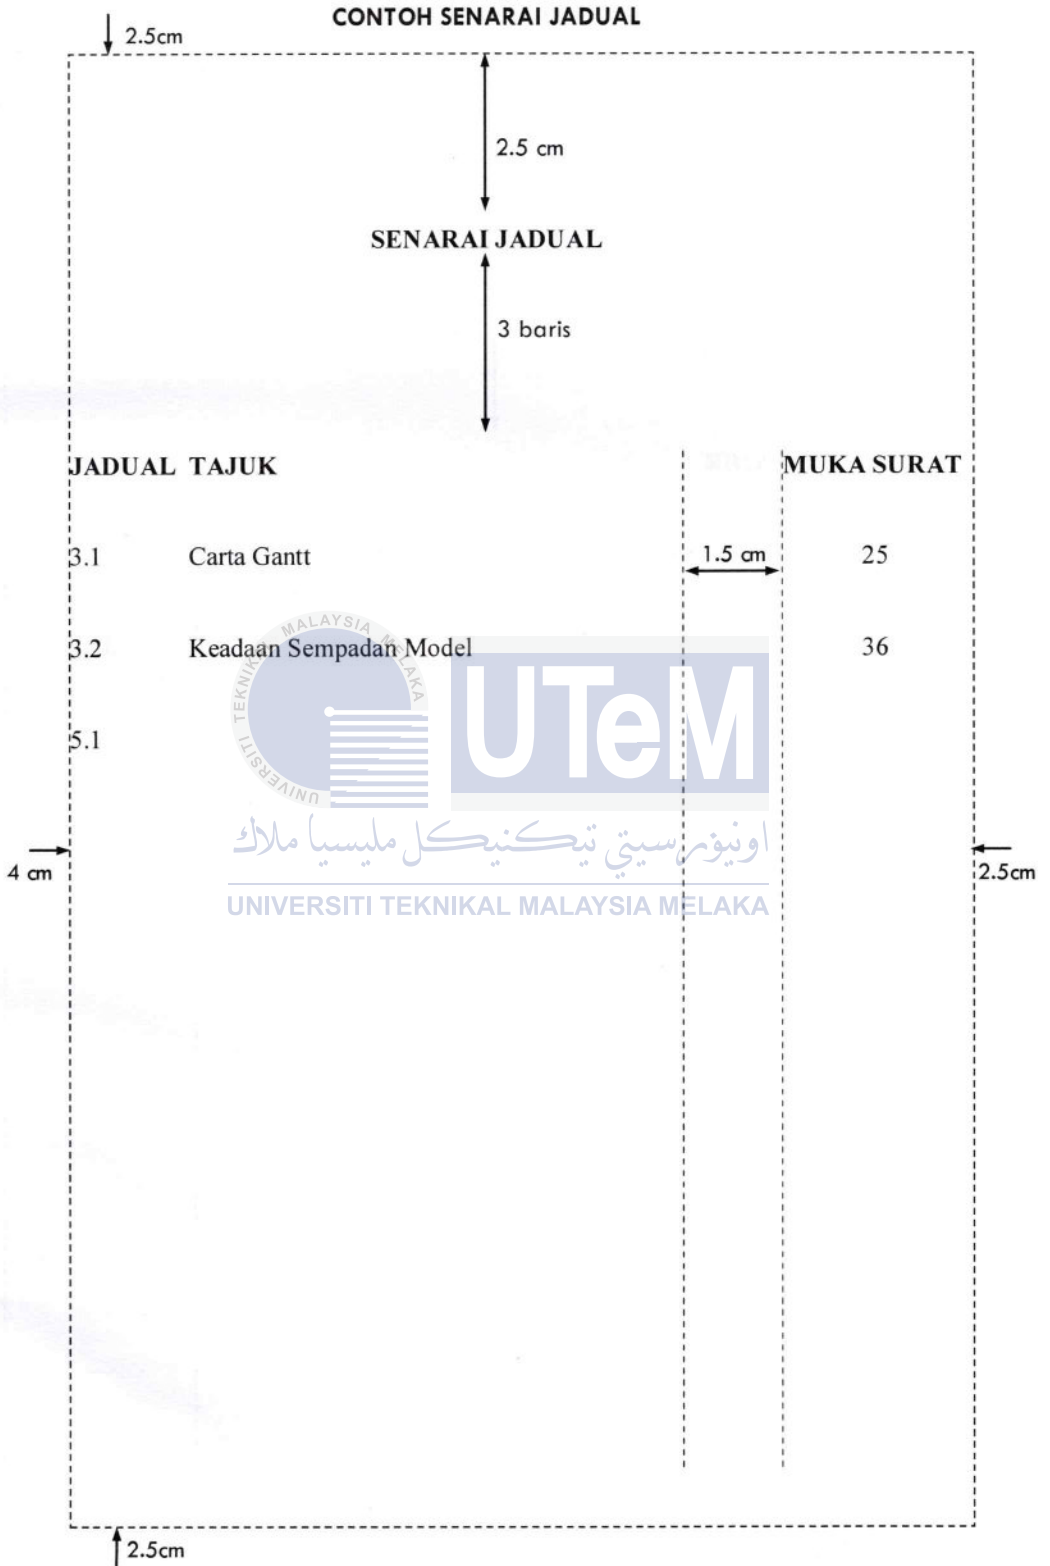 CONTOH SENARAI JADUAL
2.5cm
2.5 cm
SENARAI JADUAL
3 baris
JADUAL TAJUK MUKA SURAT
3.1 Carta Gantt 1.5 cm 25
3.2 Keadaan Sempadan Model 36
5.1
UNIVERSITI TEKNIKAL MALAYSIA MELAKA
UTeM
اونيۏرسيتي تيكنيكل مليسيا ملاك
4 cm 2.5cm
UNIVERSITI TEKNIKAL MALAYSIA MELAKA
2.5cm